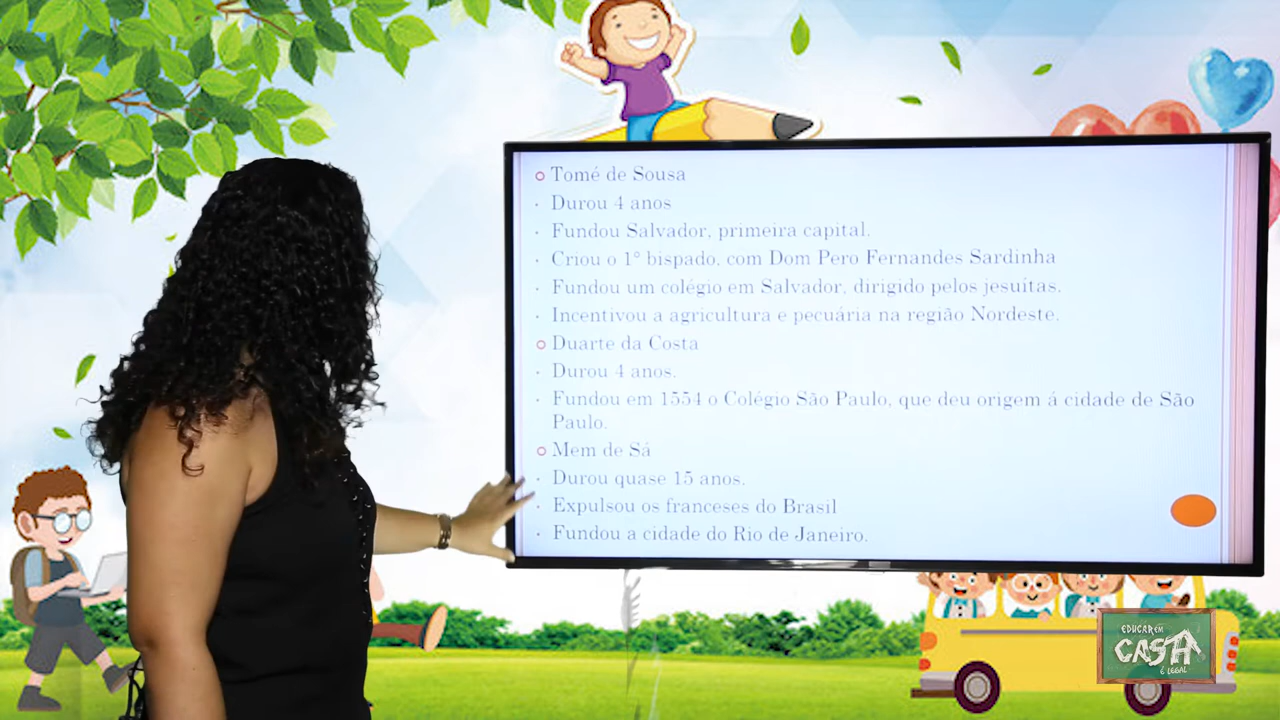 Tomé de Sousa
Durou 4 anos
Fundou Salvador, primeira capital.
Criou o 1° bispado, com Dom Pero Fernandes Sardinha
Fundou um colégio em Salvador, dirigido pelos jesuítas.
Incentivou a agricultura e pecuária na região Nordeste.
Duarte da Costa
Durou 4 anos.
Fundou em 1554 o Colégio São Paulo, que deu origem á cidade de São
Paulo.
Mem de Sá
Durou quase 15 anos.
Expulsou os franceses do Brasil
Fundou a cidade do Rio de Janeiro.
EDUCAR EM
CASA
É LEGAL